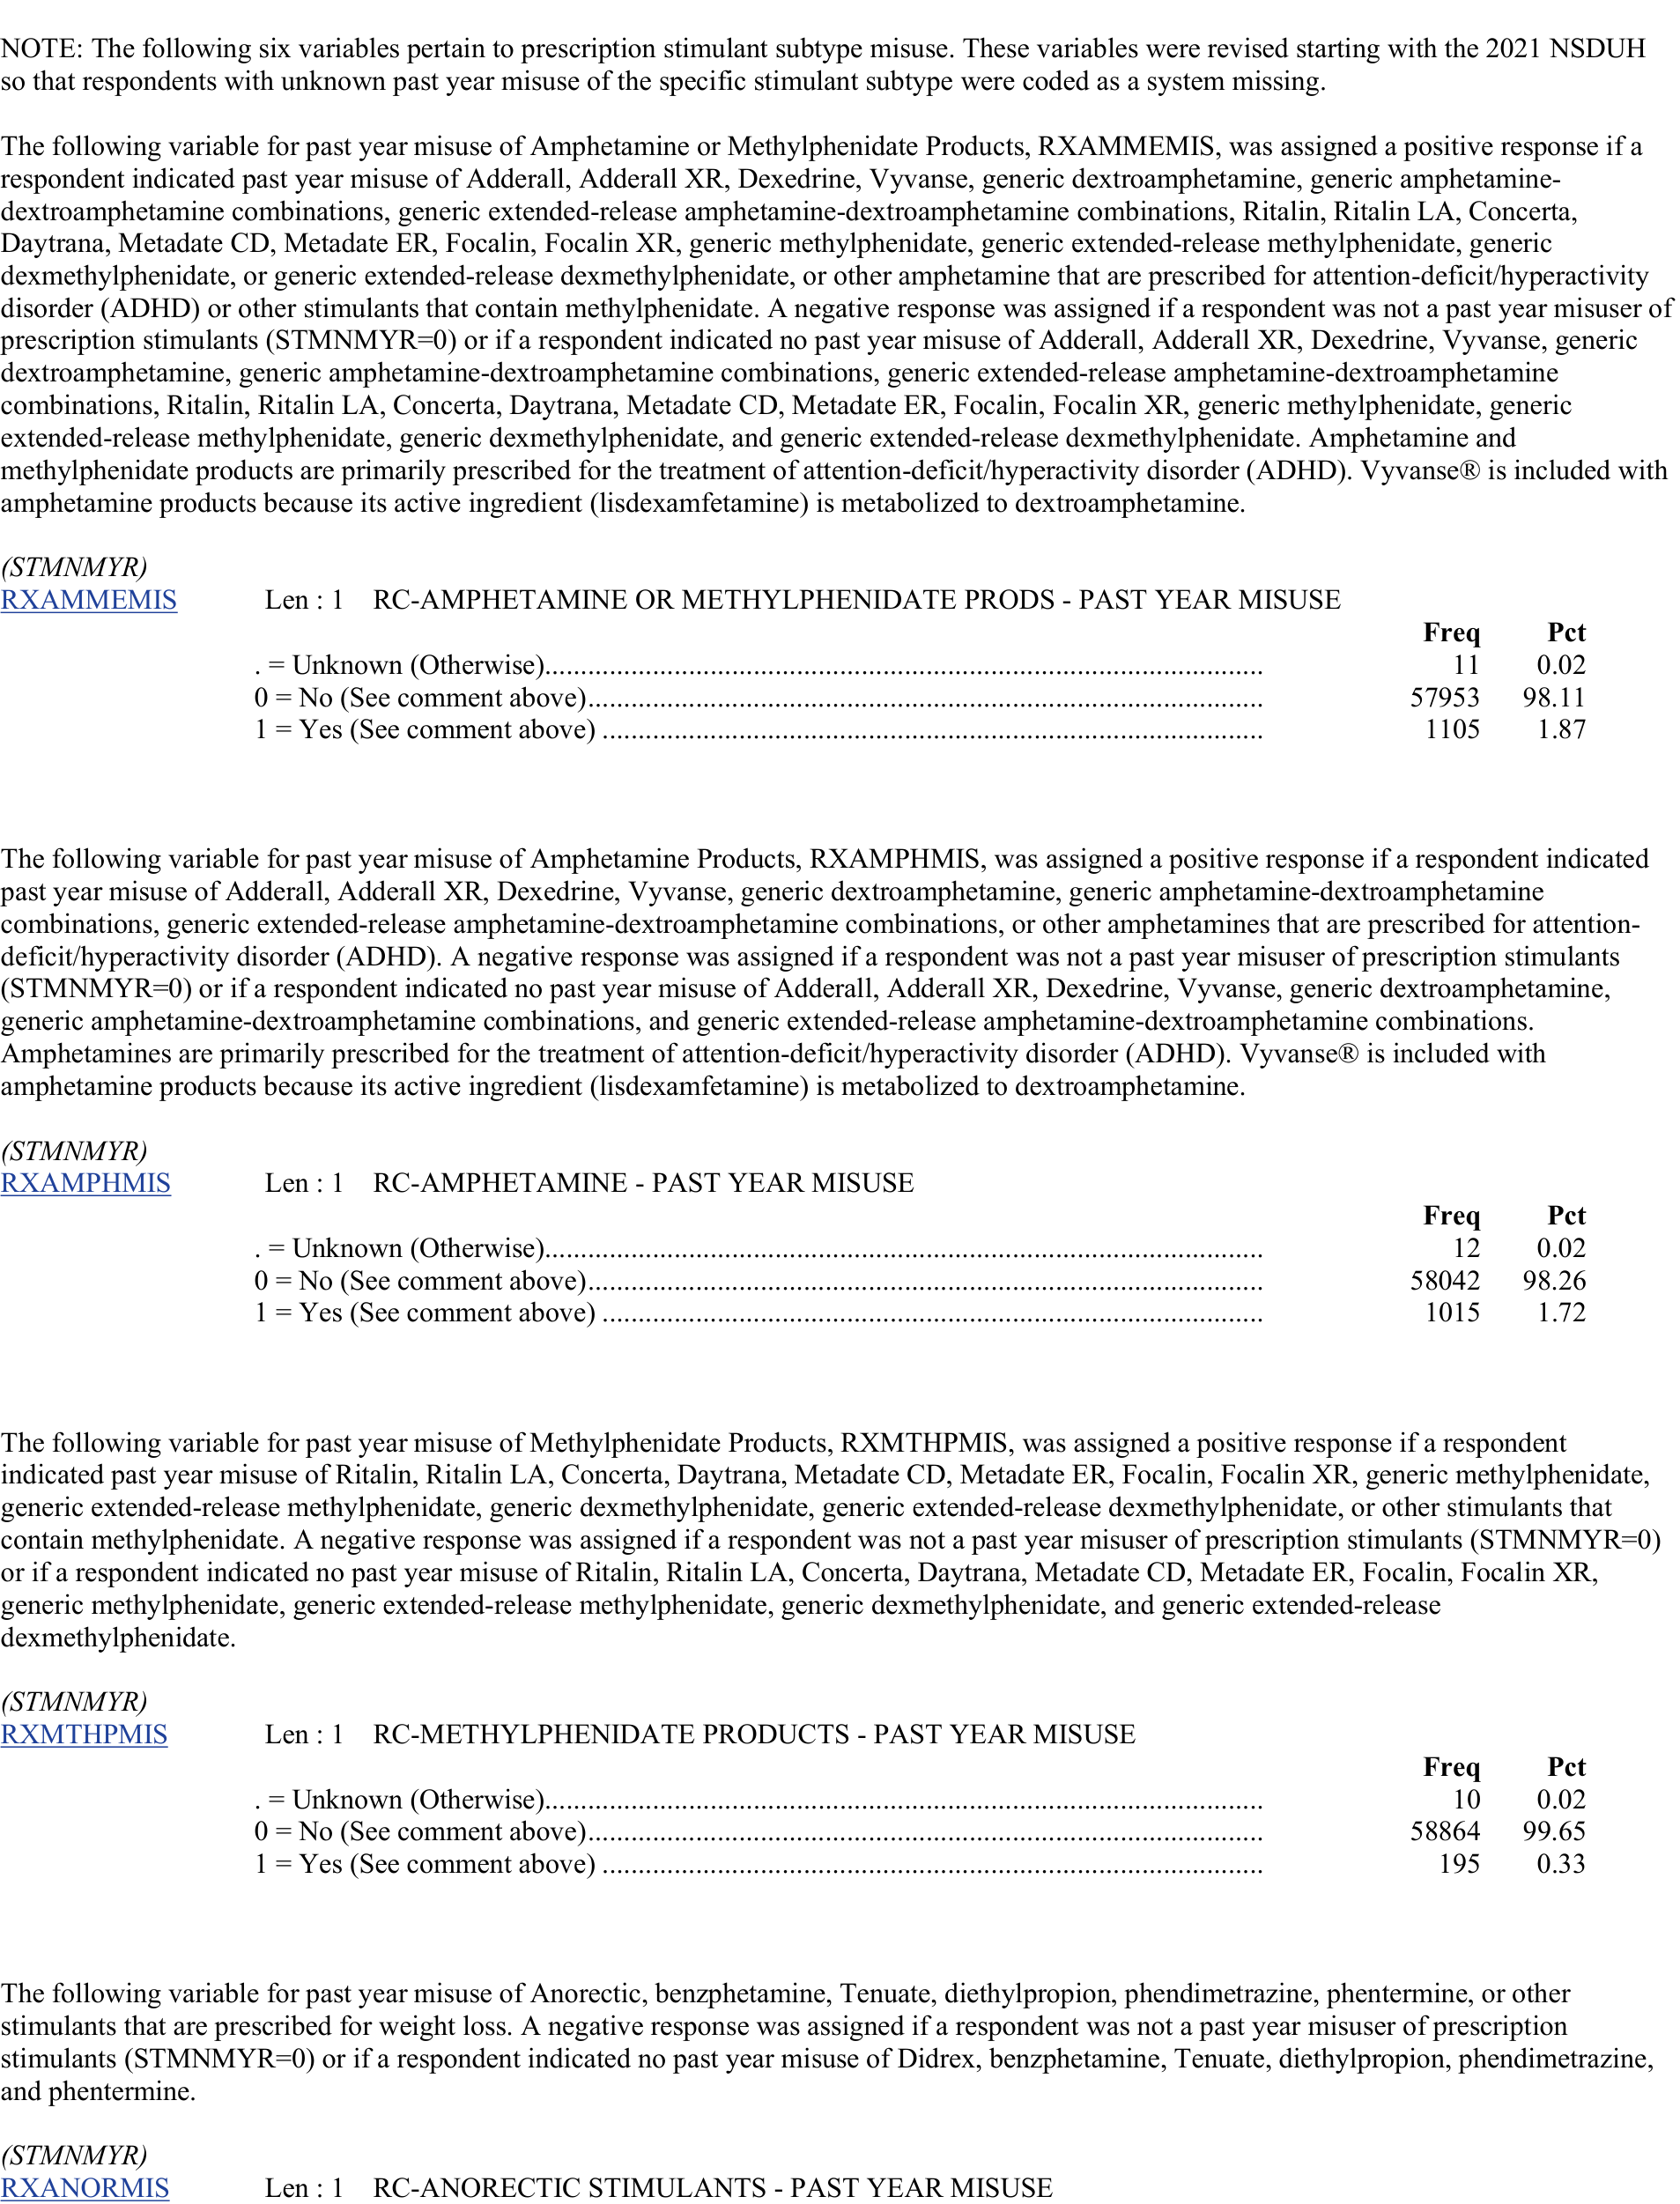 NOTE: The following six variables pertain to prescription stimulant subtype misuse. These variables were revised starting with the 2021 NSDUH
so that respondents with unknown past year misuse of the specific stimulant subtype were coded as a system missing.
The following variable for past year misuse of Amphetamine or Methylphenidate Products, RXAMMEMIS, was assigned a positive response if a
respondent indicated past year misuse of Adderall, Adderall XR, Dexedrine, Vyvanse, generic dextroamphetamine, generic amphetamine-
dextroamphetamine combinations, generic extended-release amphetamine-dextroamphetamine combinations, Ritalin, Ritalin LA, Concerta,
Daytrana, Metadate CD, Metadate ER, Focalin, Focalin XR, generic methylphenidate, generic extended-release methylphenidate, generic
dexmethylphenidate, or generic extended-release dexmethylphenidate, or other amphetamine that are prescribed for attention-deficit/hyperactivity
disorder (ADHD) or other stimulants that contain methylphenidate. A negative response was assigned if a respondent was not a past year misuser of
prescription stimulants (STMNMYR=0) or if a respondent indicated no past year misuse of Adderall, Adderall XR, Dexedrine, Vyvanse, generic
dextroamphetamine, generic amphetamine-dextroamphetamine combinations, generic extended-release amphetamine-dextroamphetamine
combinations, Ritalin, Ritalin LA, Concerta, Daytrana, Metadate CD, Metadate ER, Focalin, Focalin XR, generic methylphenidate, generic
extended-release methylphenidate, generic dexmethylphenidate, and generic extended-release dexmethylphenidate. Amphetamine and
methylphenidate products are primarily prescribed for the treatment of attention-deficit/hyperactivity disorder (ADHD). Vyvanse® is included with
amphetamine products because its active ingredient (lisdexamfetamine) is metabolized to dextroamphetamine.
(STMNMYR)
RXAMMEMIS Len : 1 RC-AMPHETAMINE OR METHYLPHENIDATE PRODS - PAST YEAR MISUSE
Freq Pct
. = Unknown (Otherwise).................................................................................................... 11 0.02
0 = No (See comment above).............................................................................................. 57953 98.11
1 = Yes (See comment above) ............................................................................................ 1105 1.87
The following variable for past year misuse of Amphetamine Products, RXAMPHMIS, was assigned a positive response if a respondent indicated
past year misuse of Adderall, Adderall XR, Dexedrine, Vyvanse, generic dextroamphetamine, generic amphetamine-dextroamphetamine
combinations, generic extended-release amphetamine-dextroamphetamine combinations, or other amphetamines that are prescribed for attention-
deficit/hyperactivity disorder (ADHD). A negative response was assigned if a respondent was not a past year misuser of prescription stimulants
(STMNMYR=0) or if a respondent indicated no past year misuse of Adderall, Adderall XR, Dexedrine, Vyvanse, generic dextroamphetamine,
generic amphetamine-dextroamphetamine combinations, and generic extended-release amphetamine-dextroamphetamine combinations.
Amphetamines are primarily prescribed for the treatment of attention-deficit/hyperactivity disorder (ADHD). Vyvanse® is included with
amphetamine products because its active ingredient (lisdexamfetamine) is metabolized to dextroamphetamine.
(STMNMYR)
RXAMPHMIS Len : 1 RC-AMPHETAMINE - PAST YEAR MISUSE
Freq Pct
. = Unknown (Otherwise).................................................................................................... 12 0.02
0 = No (See comment above).............................................................................................. 58042 98.26
1 = Yes (See comment above) ............................................................................................ 1015 1.72
The following variable for past year misuse of Methylphenidate Products, RXMTHPMIS, was assigned a positive response if a respondent
indicated past year misuse of Ritalin, Ritalin LA, Concerta, Daytrana, Metadate CD, Metadate ER, Focalin, Focalin XR, generic methylphenidate,
generic extended-release methylphenidate, generic dexmethylphenidate, generic extended-release dexmethylphenidate, or other stimulants that
contain methylphenidate. A negative response was assigned if a respondent was not a past year misuser of prescription stimulants (STMNMYR=0)
or if a respondent indicated no past year misuse of Ritalin, Ritalin LA, Concerta, Daytrana, Metadate CD, Metadate ER, Focalin, Focalin XR,
generic methylphenidate, generic extended-release methylphenidate, generic dexmethylphenidate, and generic extended-release
dexmethylphenidate.
(STMNMYR)
RXMTHPMIS Len : 1 RC-METHYLPHENIDATE PRODUCTS - PAST YEAR MISUSE
Freq Pct
. = Unknown (Otherwise).................................................................................................... 10 0.02
0 = No (See comment above).............................................................................................. 58864 99.65
1 = Yes (See comment above) ............................................................................................ 195 0.33
The following variable for past year misuse of Anorectic, benzphetamine, Tenuate, diethylpropion, phendimetrazine, phentermine, or other
stimulants that are prescribed for weight loss. A negative response was assigned if a respondent was not a past year misuser of prescription
stimulants (STMNMYR=0) or if a respondent indicated no past year misuse of Didrex, benzphetamine, Tenuate, diethylpropion, phendimetrazine,
and phentermine.
(STMNMYR)
RXANORMIS Len : 1 RC-ANORECTIC STIMULANTS - PAST YEAR MISUSE